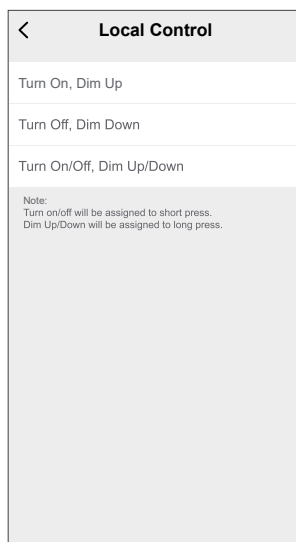 Local Control
Turn On, Dim Up
Turn Off, Dim Down
Turn On/Off, Dim Up/Down
Note:
Turn on/off will be assigned to short press.
Dim Up/Down will be assigned to long press.